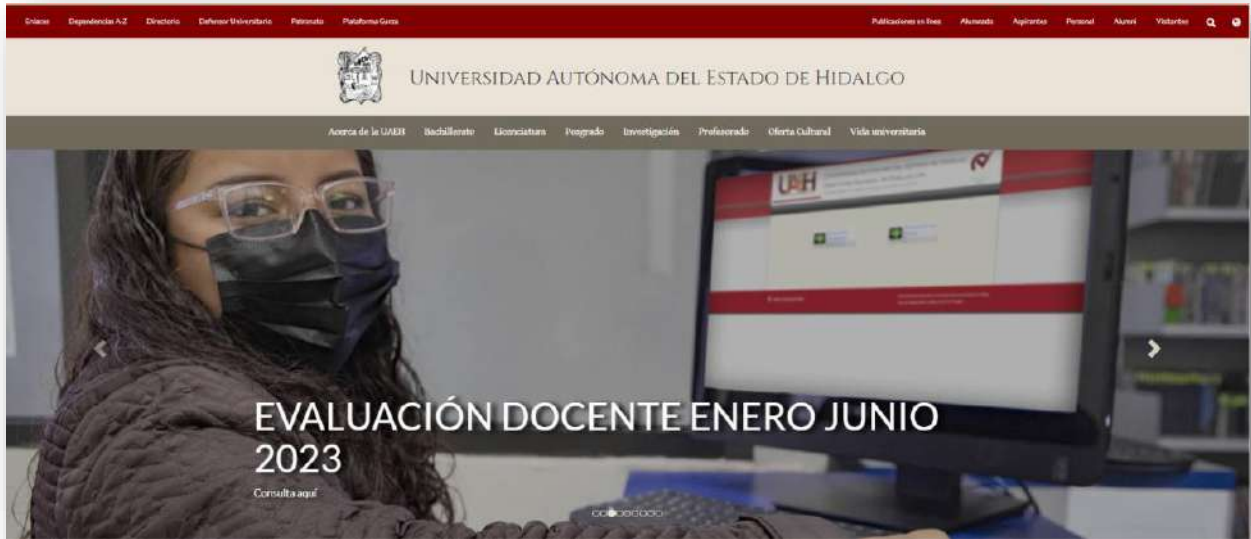 Enlaces Dependencias A-Z Directorio Defensor Universitario Patronato Plataforma Garza Publicaciones en línea Alumnado Aspirantes Personal Alumni Visitantes
UNIVERSIDAD AUTÓNOMA DEL ESTADO DE HIDALGO
Acerca de la UAEH Bachillerato Licenciatura Posgrado Investigación Profesorado Oferta Cultural Vida universitaria
UAEH
EVALUACIÓN DOCENTE ENERO JUNIO
2023
Consulta aquí